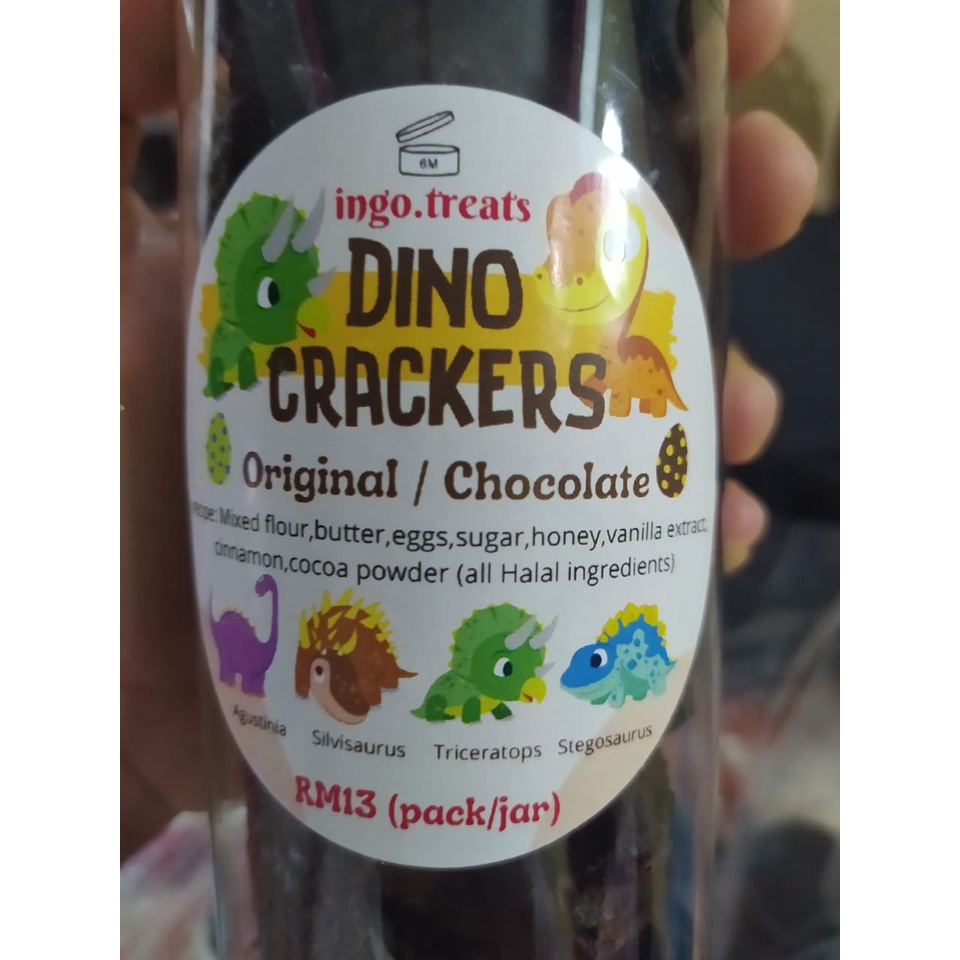 6M
ingo.treats
DINO
CRACKERS
Original / Chocolate
Mixed flour,butter,eggs,sugar,honey,vanilla extract,
cinnamon,cocoa powder (all Halal ingredients)
Agustinia Silvisaurus Triceratops Stegosaurus
RM13 (pack/jar)